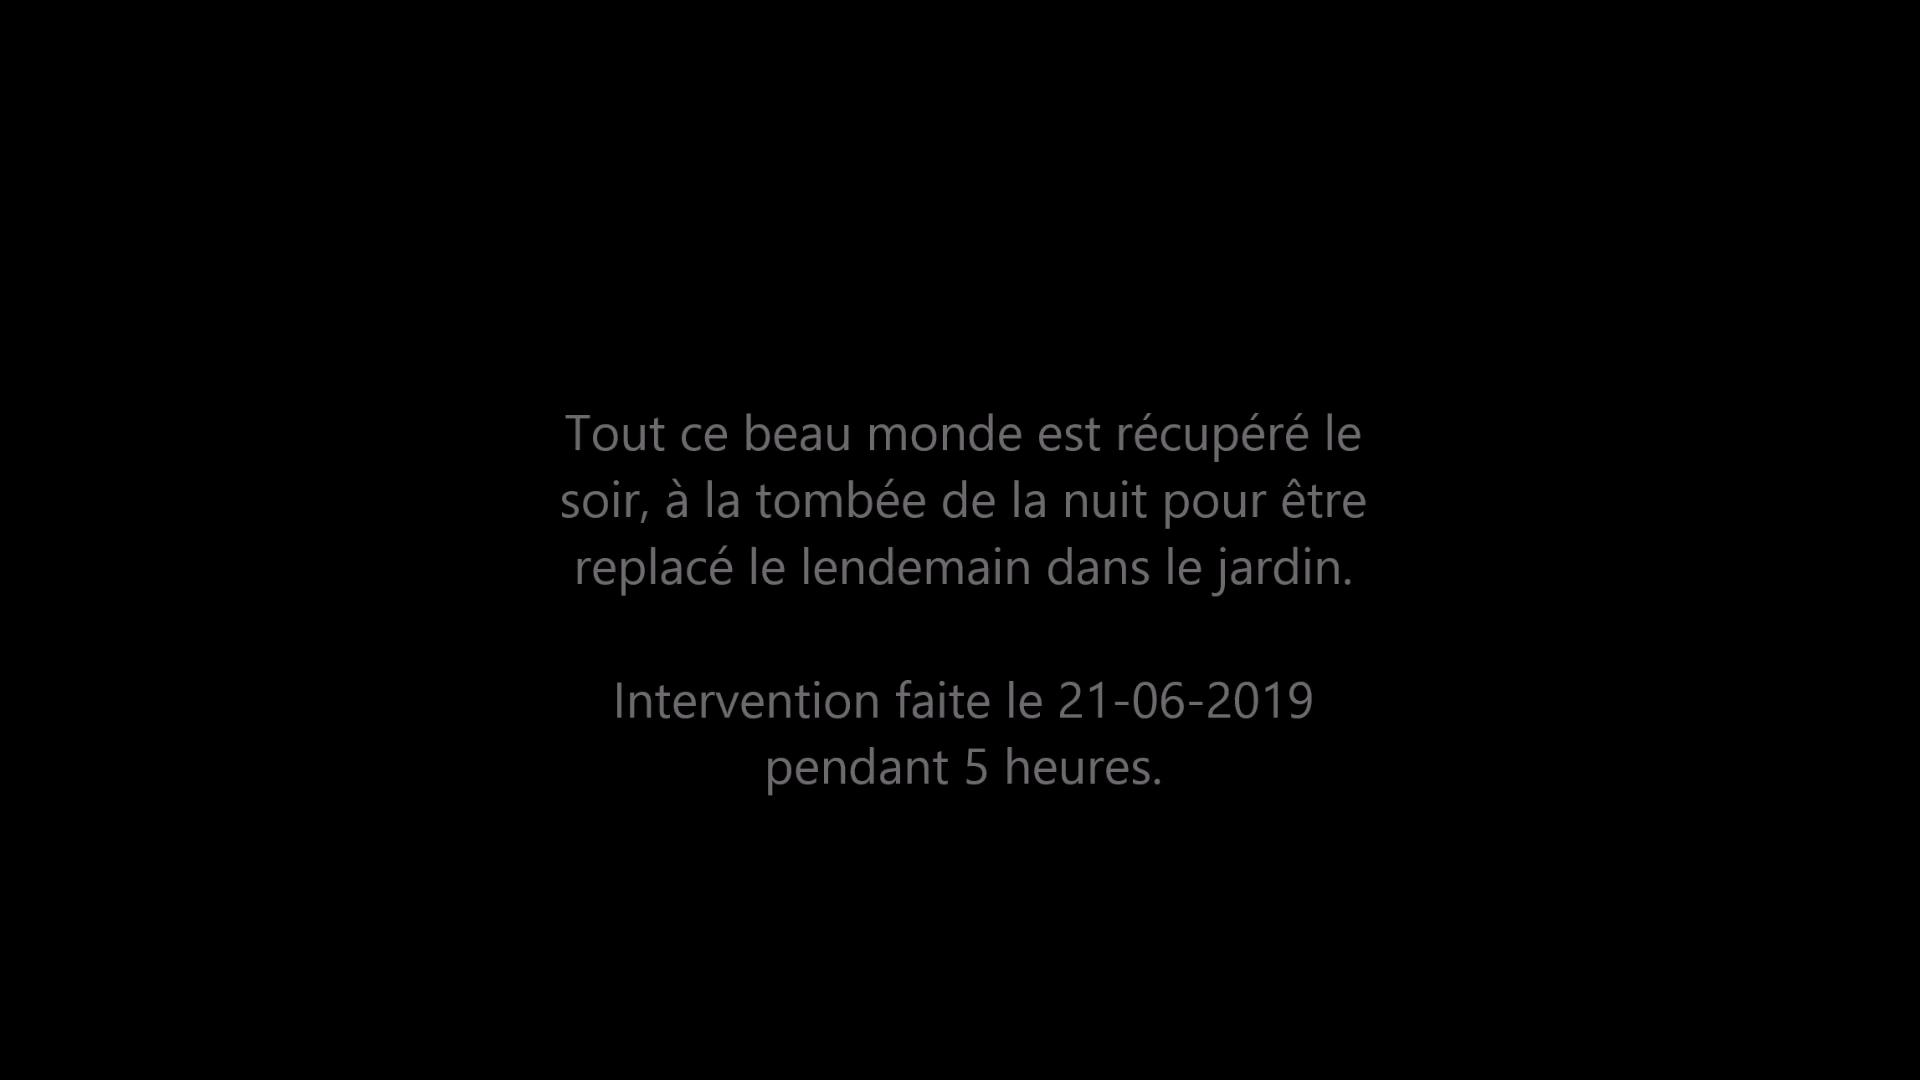 Tout ce beau monde est récupéré le
soir, à la tombée de la nuit pour être
replacé le lendemain dans le jardin.
Intervention faite le 21-06-2019
pendant 5 heures.